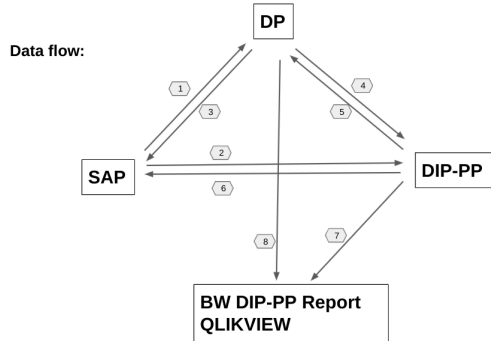 DP
Data flow:
4
1
3
5
2
SAP
DIP-PP
6
7
8
BW DIP-PP Report
QLIKVIEW